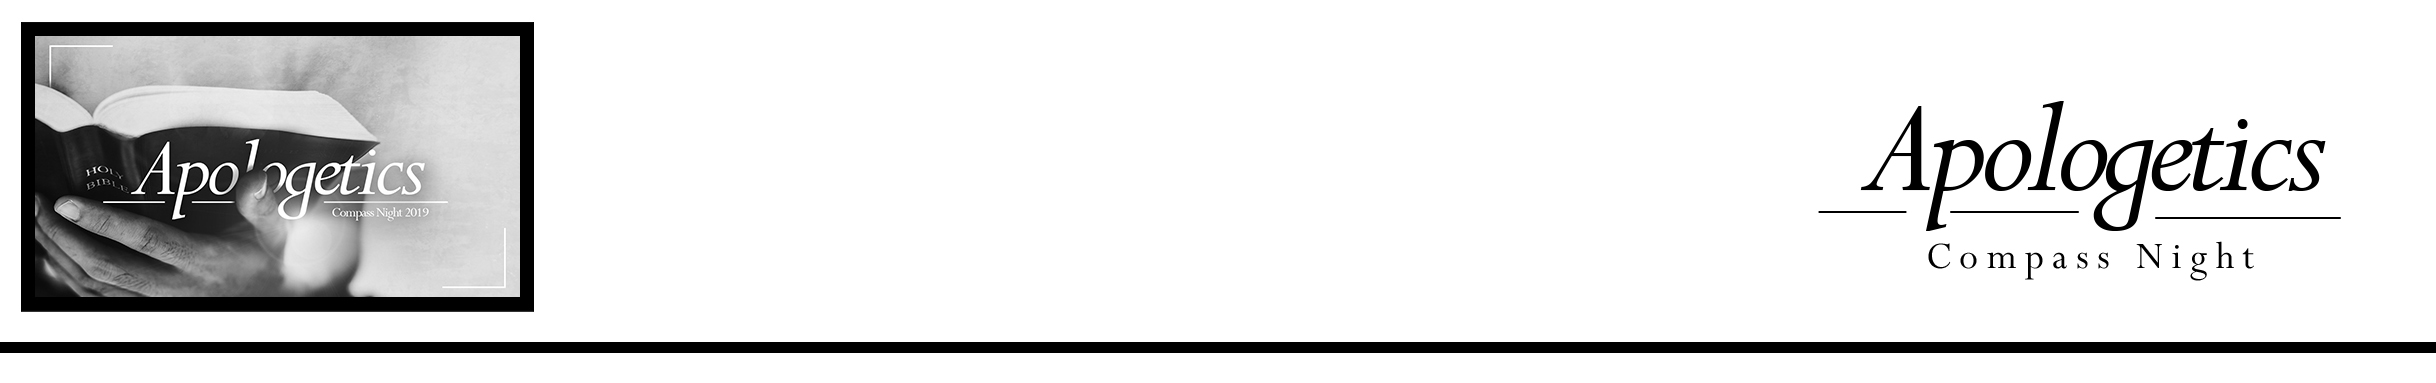 HOLY
BIBLE
Apologetics
Compass Night 2019
Apologetics
Compass Night